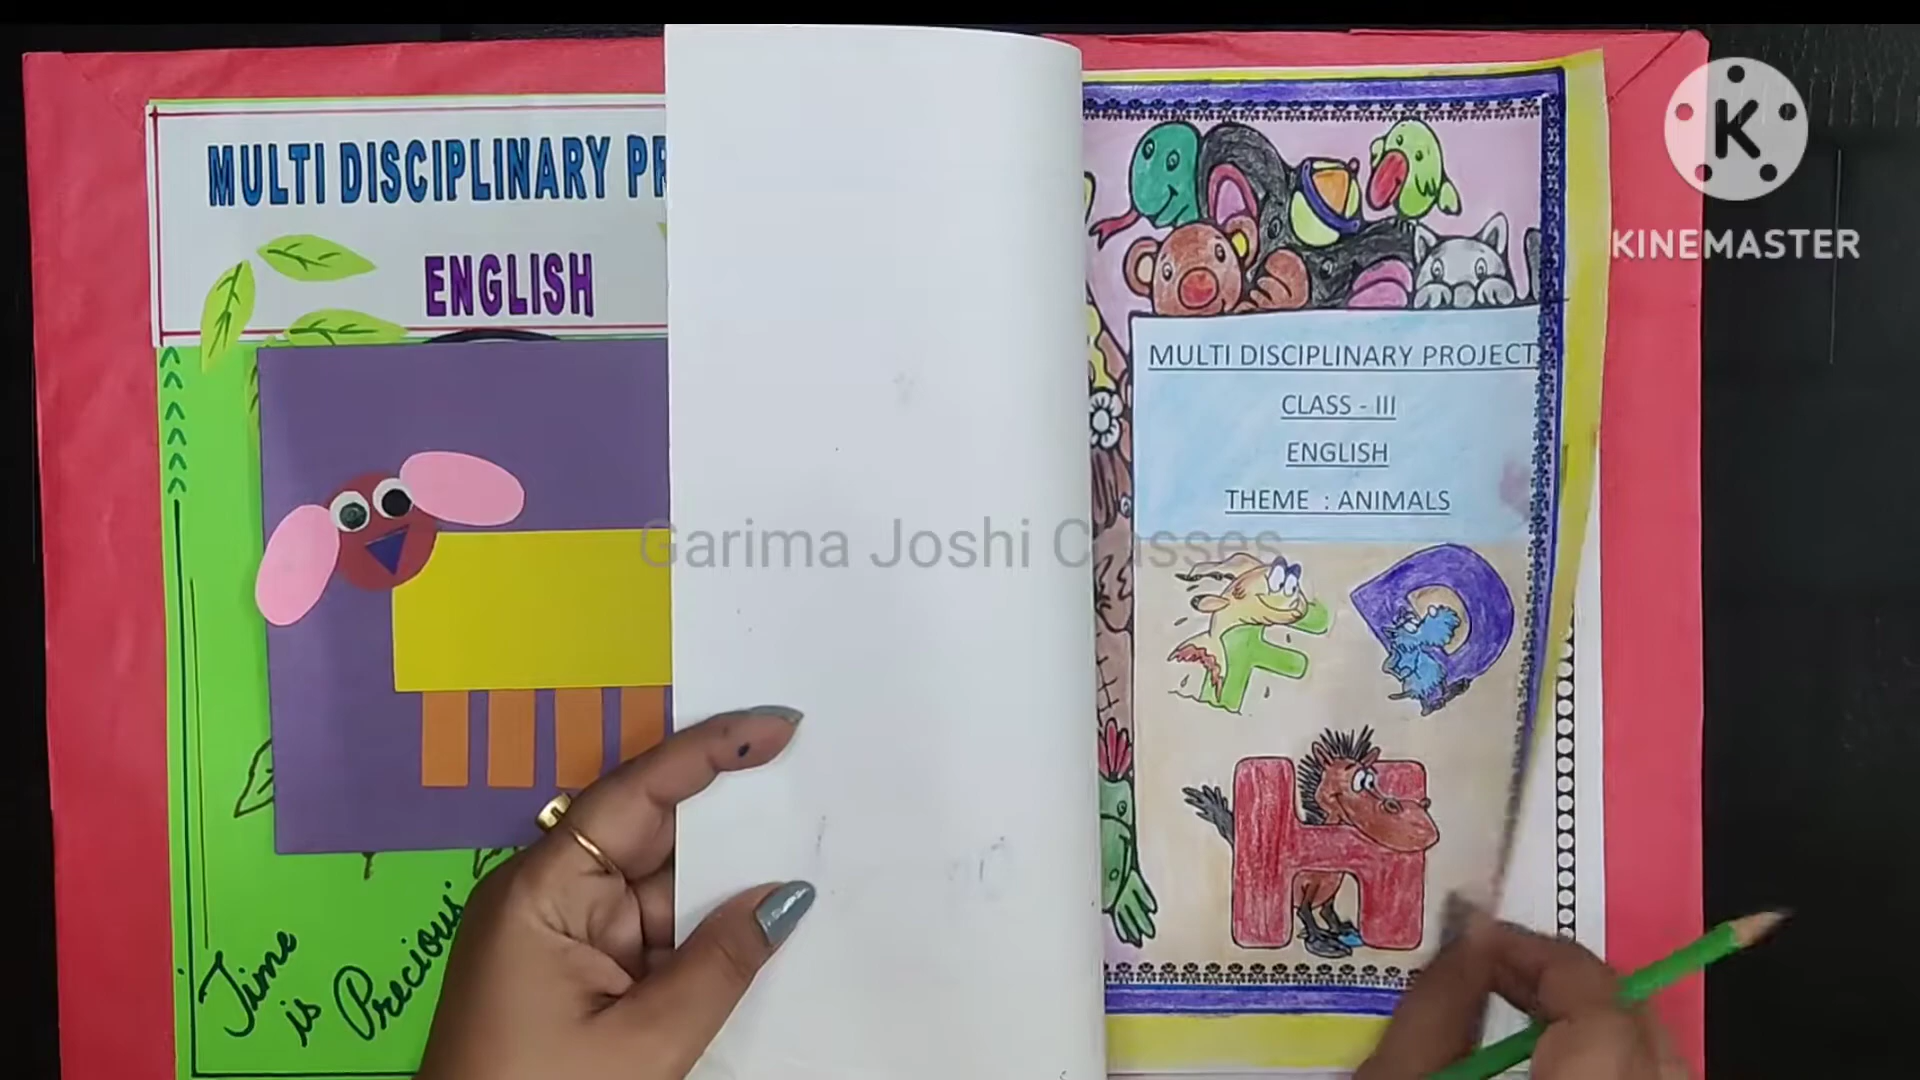 MULTI DISCIPLINARY PR
ENGLISH
Time
is Precious
MULTI DISCIPLINARY PROJECT
CLASS - III
ENGLISH
THEME : ANIMALS
H
K
KINEMASTER
Garima Joshi Classes